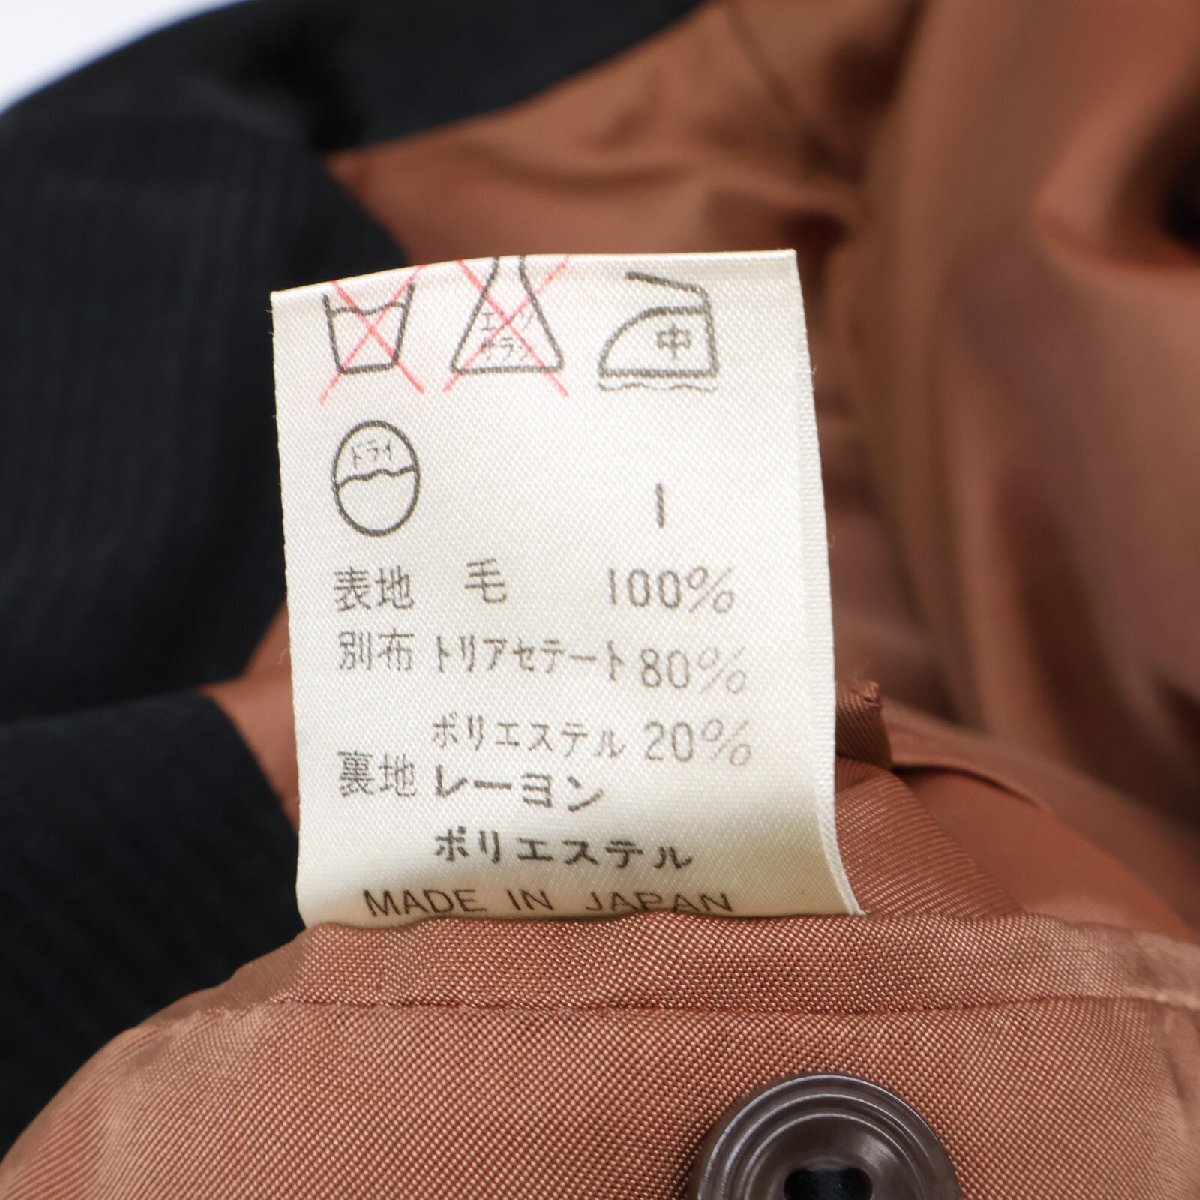 エンソ
サラシ
中
ドライ
1
表地 毛 100%
別布 トリアセテート 80%
ポリエステル 20%
裏地 レーヨン
ポリエステル
MADE IN JAPAN